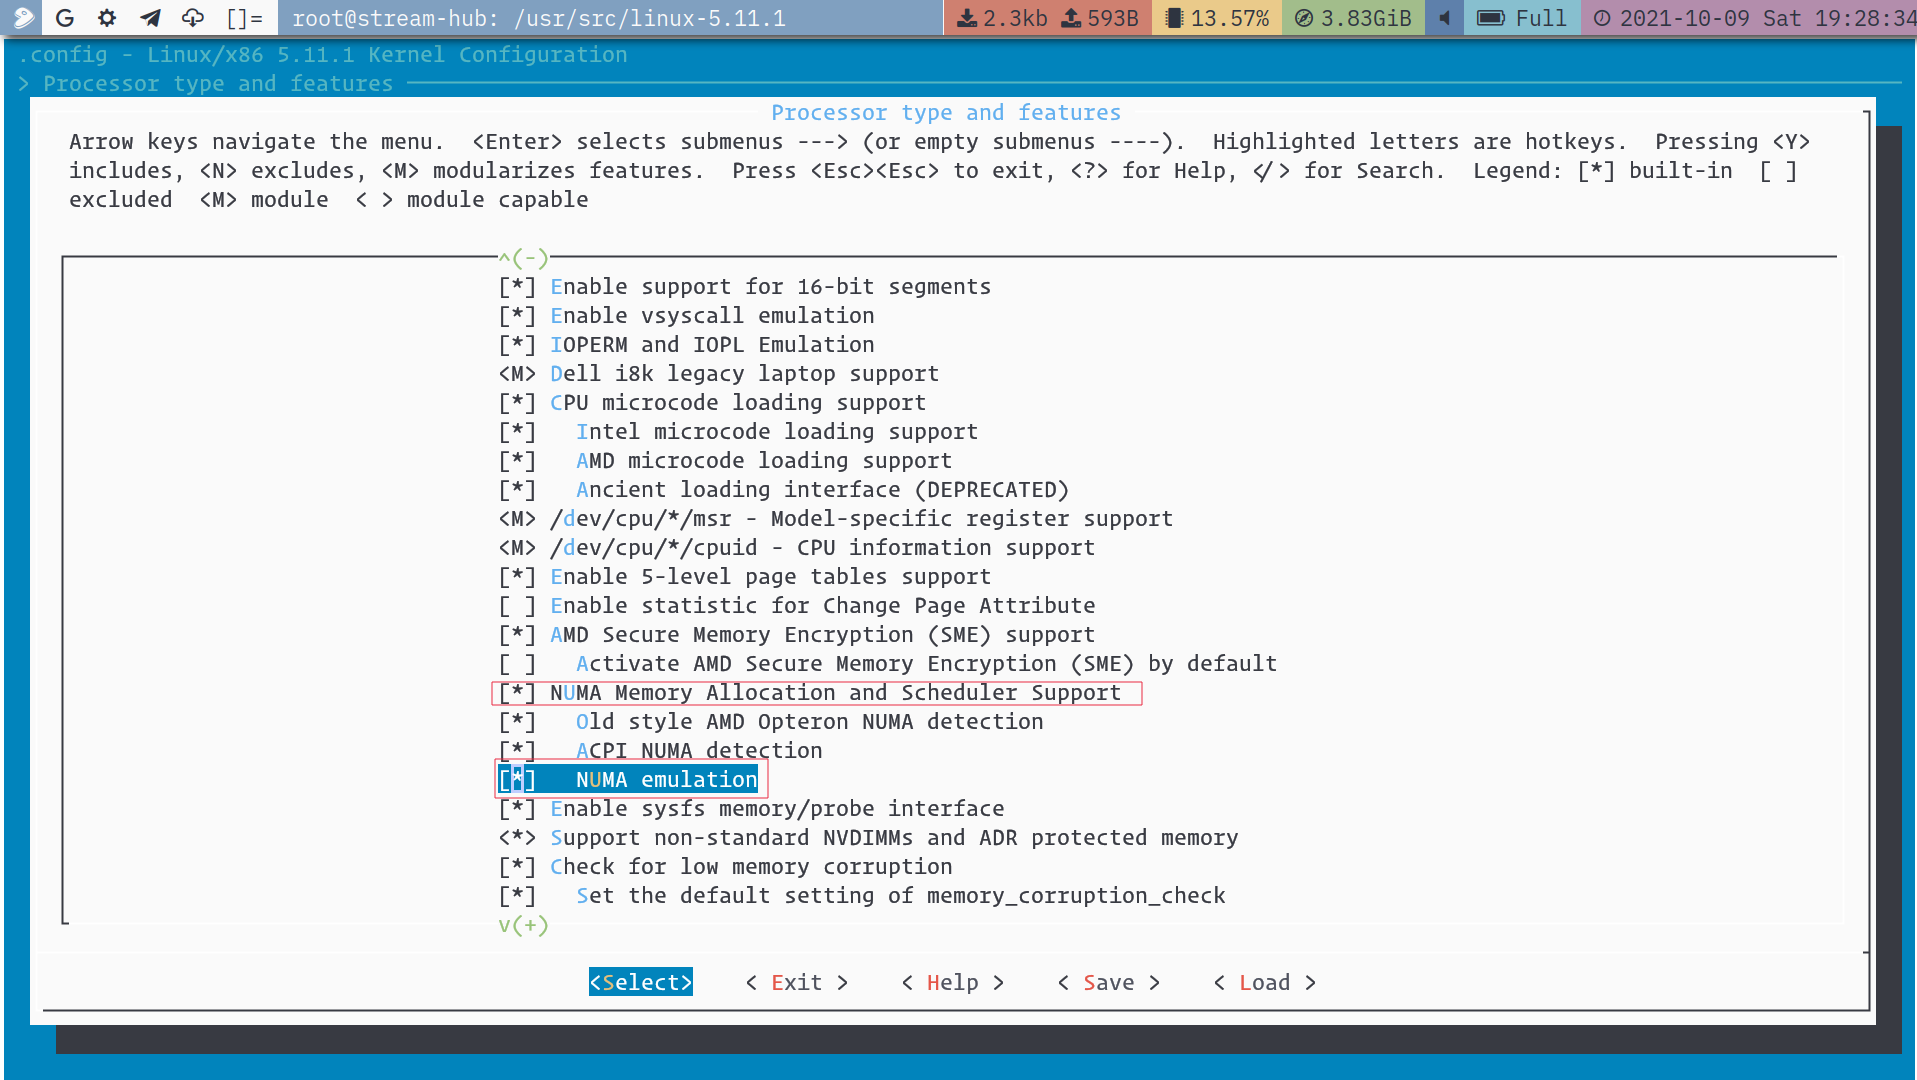 G []= root@stream-hub: /usr/src/linux-5.11.1 2.3kb 593B 13.57% 3.83GiB Full 2021-10-09 Sat 19:28:34
.config - Linux/x86 5.11.1 Kernel Configuration
> Processor type and features
Processor type and features
Arrow keys navigate the menu.  <Enter> selects submenus ---> (or empty submenus ----).  Highlighted letters are hotkeys.  Pressing <Y>
includes, <N> excludes, <M> modularizes features.  Press <Esc><Esc> to exit, <?> for Help, </> for Search.  Legend: [*] built-in  [ ]
excluded  <M> module  < > module capable
^(-)
[*] Enable support for 16-bit segments
[*] Enable vsyscall emulation
[*] IOPERM and IOPL Emulation
<M> Dell i8k legacy laptop support
[*] CPU microcode loading support
[*]   Intel microcode loading support
[*]   AMD microcode loading support
[*]   Ancient loading interface (DEPRECATED)
<M> /dev/cpu/*/msr - Model-specific register support
<M> /dev/cpu/*/cpuid - CPU information support
[*] Enable 5-level page tables support
[ ] Enable statistic for Change Page Attribute
[*] AMD Secure Memory Encryption (SME) support
[ ]   Activate AMD Secure Memory Encryption (SME) by default
[*] NUMA Memory Allocation and Scheduler Support
[*]   Old style AMD Opteron NUMA detection
[*]   ACPI NUMA detection
[*]   NUMA emulation
[*] Enable sysfs memory/probe interface
<*> Support non-standard NVDIMMs and ADR protected memory
[*] Check for low memory corruption
[*]   Set the default setting of memory_corruption_check
v(+)
<Select>    < Exit >    < Help >    < Save >    < Load >